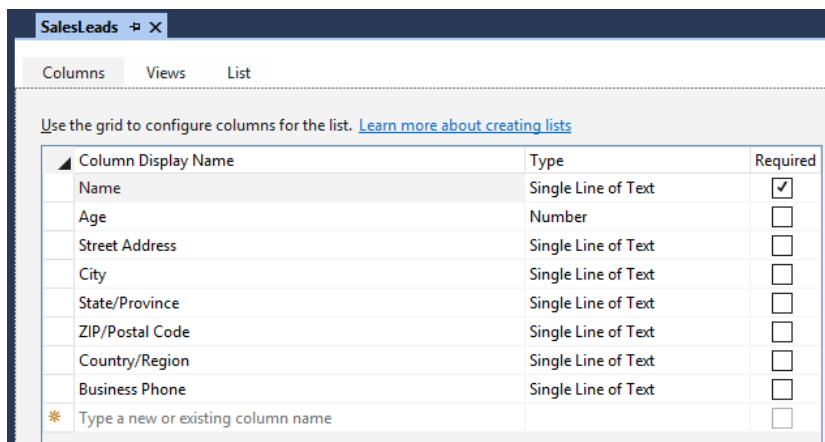 SalesLeads
Columns Views List
Use the grid to configure columns for the list. Learn more about creating lists
Column Display Name Type Required
Name Single Line of Text
Age Number
Street Address Single Line of Text
City Single Line of Text
State/Province Single Line of Text
ZIP/Postal Code Single Line of Text
Country/Region Single Line of Text
Business Phone Single Line of Text
Type a new or existing column name